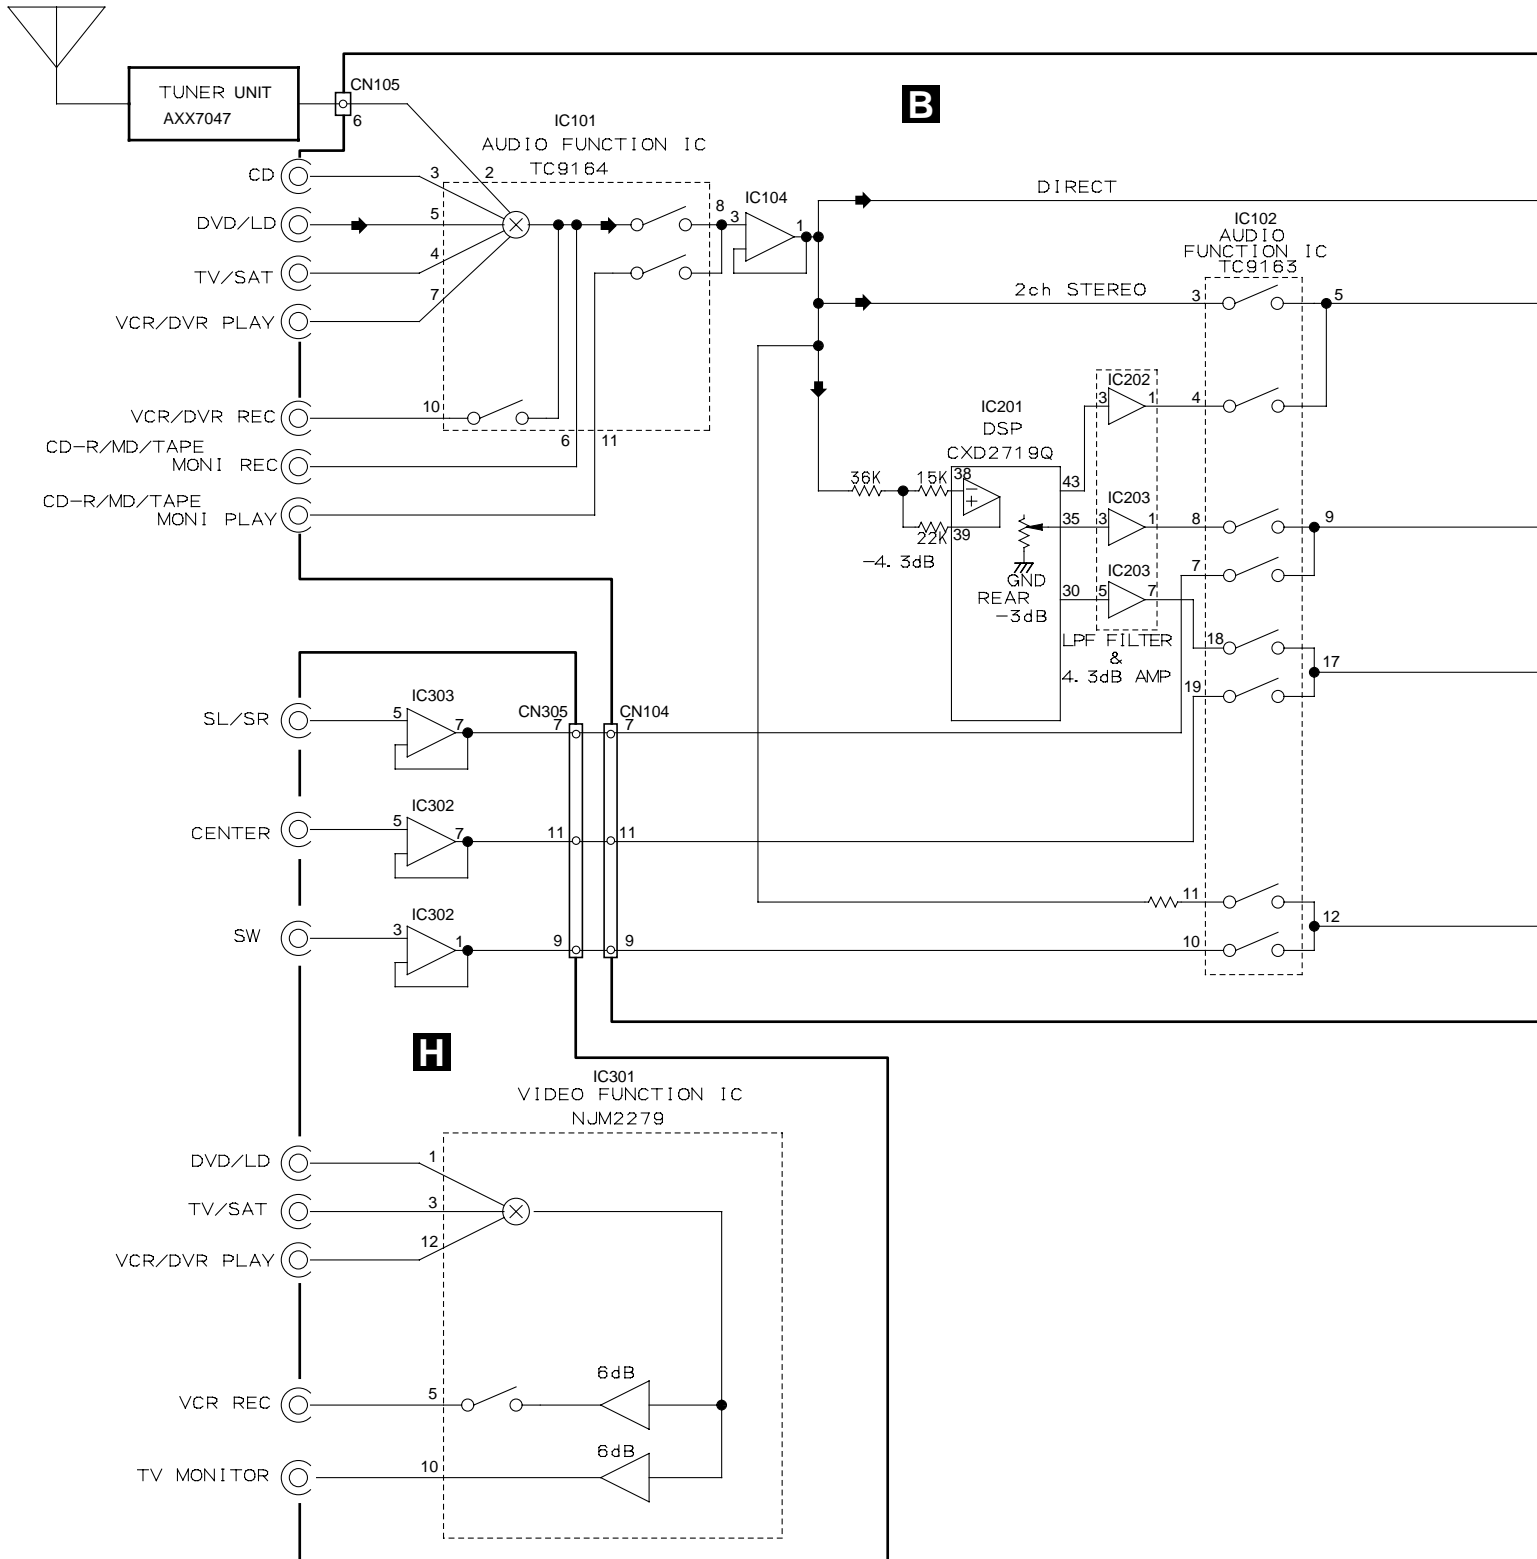 TUNER UNIT
AXX7047
CN105
6
B
IC101
AUDIO FUNCTION IC
TC9164
CD
3
2
DVD/LD
5
8
3
IC104
1
DIRECT
TV/SAT
4
VCR/DVR PLAY
7
IC102
AUDIO
FUNCTION IC
TC9163
2ch STEREO
3
5
VCR/DVR REC
10
6
11
CD-R/MD/TAPE
MONI REC
CD-R/MD/TAPE
MONI PLAY
IC201
DSP
CXD2719Q
36K
15K
38
22K
39
-4.3dB
43
35
30
GND
REAR
-3dB
IC202
3
1
4
IC203
3
1
8
9
7
IC203
5
7
LPF FILTER
&
4.3dB AMP
18
17
19
SL/SR
5
IC303
7
CN305
7
CN104
7
CENTER
5
IC302
7
11
11
11
12
SW
3
IC302
1
9
9
10
H
IC301
VIDEO FUNCTION IC
NJM2279
DVD/LD
1
TV/SAT
3
VCR/DVR PLAY
12
6dB
VCR REC
5
6dB
TV MONITOR
10